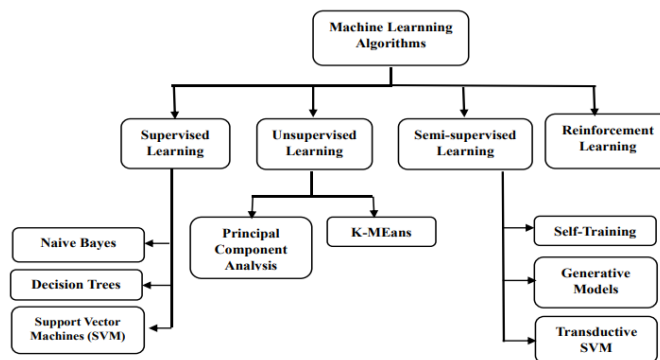 Machine Learnning
Algorithms
Supervised
Learning
Unsupervised
Learning
Semi-supervised
Learning
Reinforcement
Learning
Naive Bayes
Decision Trees
Support Vector
Machines (SVM)
Principal
Component
Analysis
K-MEans
Self-Training
Generative
Models
Transductive
SVM